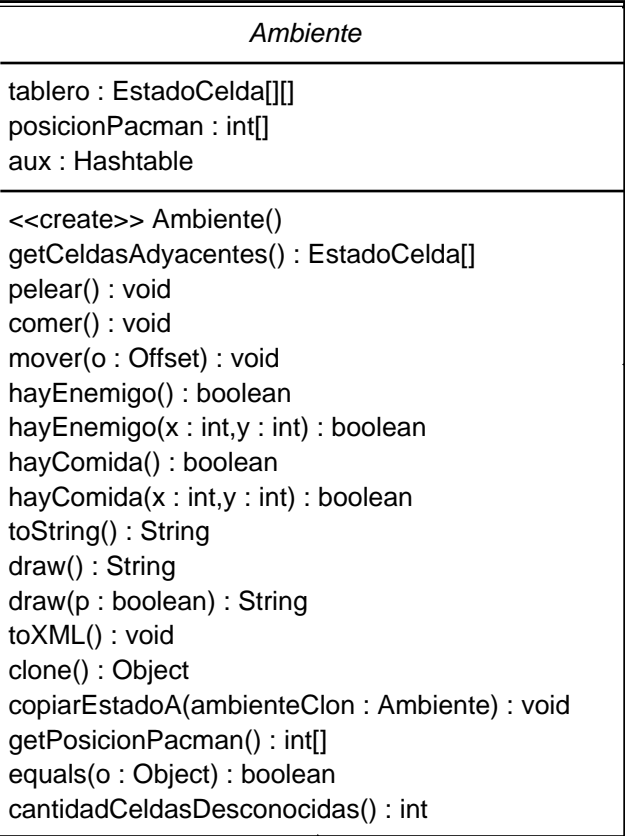 Ambiente
tablero : EstadoCelda[][]
posicionPacman : int[]
aux : Hashtable
<<create>> Ambiente()
getCeldasAdyacentes() : EstadoCelda[]
pelear() : void
comer() : void
mover(o : Offset) : void
hayEnemigo() : boolean
hayEnemigo(x : int,y : int) : boolean
hayComida() : boolean
hayComida(x : int,y : int) : boolean
toString() : String
draw() : String
draw(p : boolean) : String
toXML() : void
clone() : Object
copiarEstadoA(ambienteClon : Ambiente) : void
getPosicionPacman() : int[]
equals(o : Object) : boolean
cantidadCeldasDesconocidas() : int